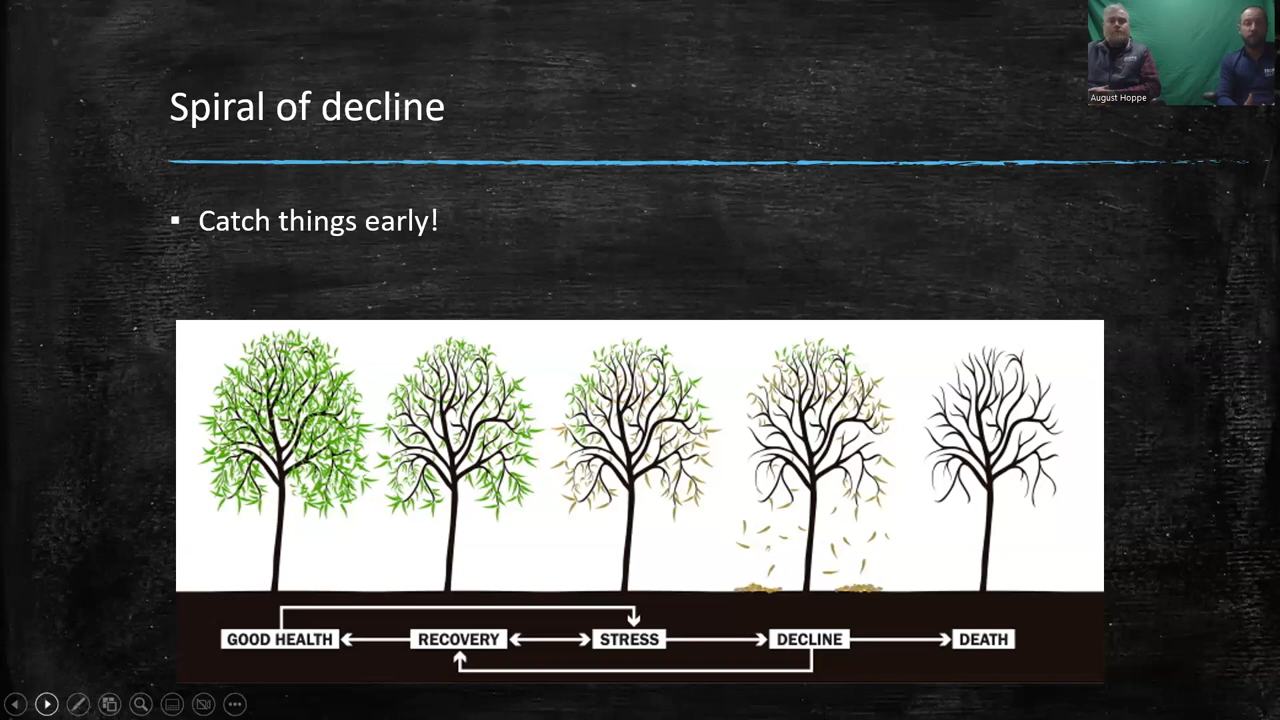 August Hoppe
Spiral of decline
▪ Catch things early!
GOOD HEALTH RECOVERY STRESS DECLINE DEATH